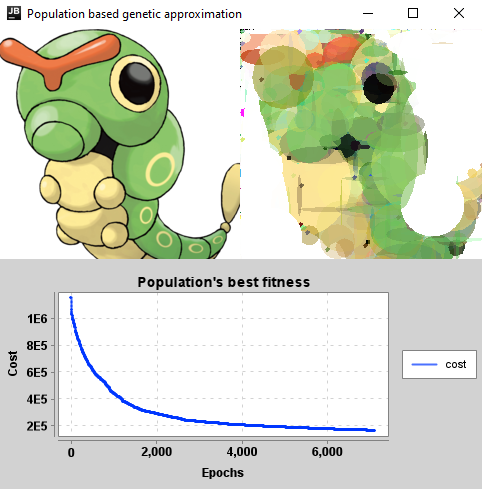 JB Population based genetic approximation
Population's best fitness
Cost
1E6
8E5
6E5
4E5
2E5
0 2,000 4,000 6,000
Epochs
cost